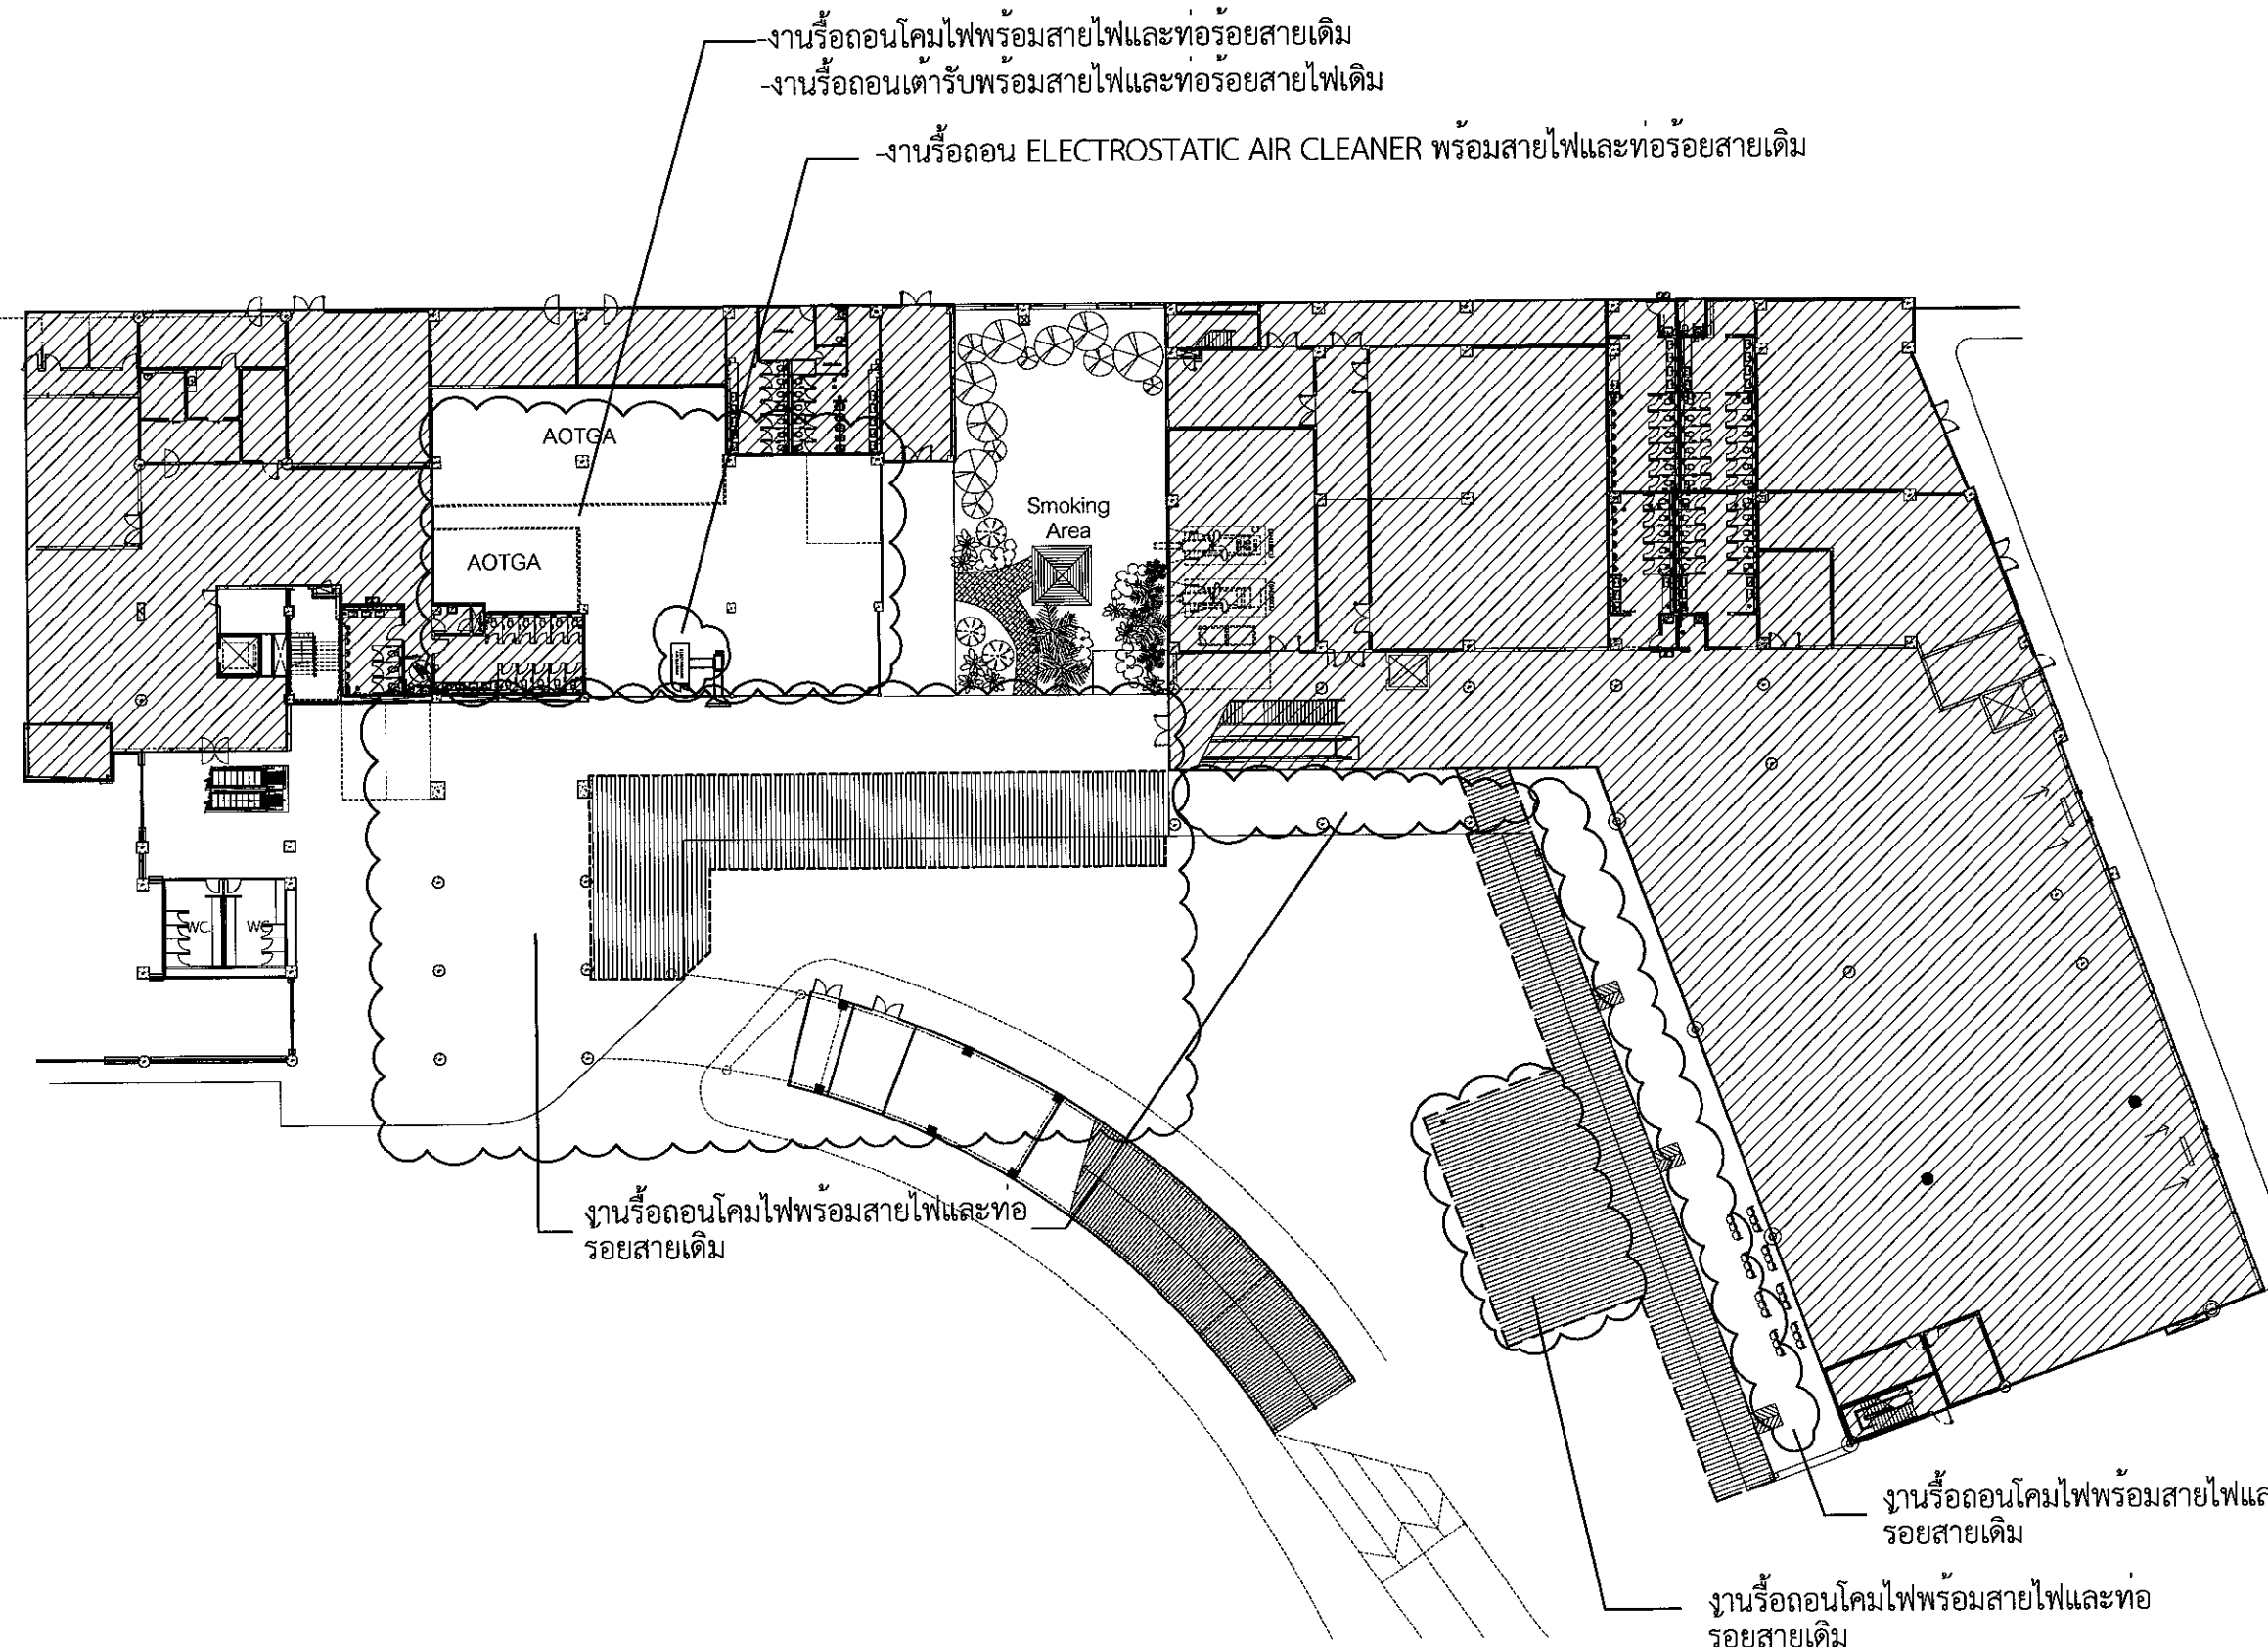 -งานรื้อถอนโคมไฟพร้อมสายไฟและท่อร้อยสายเดิม
-งานรื้อถอนเต้ารับพร้อมสายไฟและท่อร้อยสายไฟเดิม
-งานรื้อถอน ELECTROSTATIC AIR CLEANER พร้อมสายไฟและท่อร้อยสายเดิม
AOTGA
Smoking
Area
AOTGA
WC
WC
งานรื้อถอนโคมไฟพร้อมสายไฟและท่อ
ร้อยสายเดิม
งานรื้อถอนโคมไฟพร้อมสายไฟแล
ร้อยสายเดิม
งานรื้อถอนโคมไฟพร้อมสายไฟและท่อ
ร้อยสายเดิม